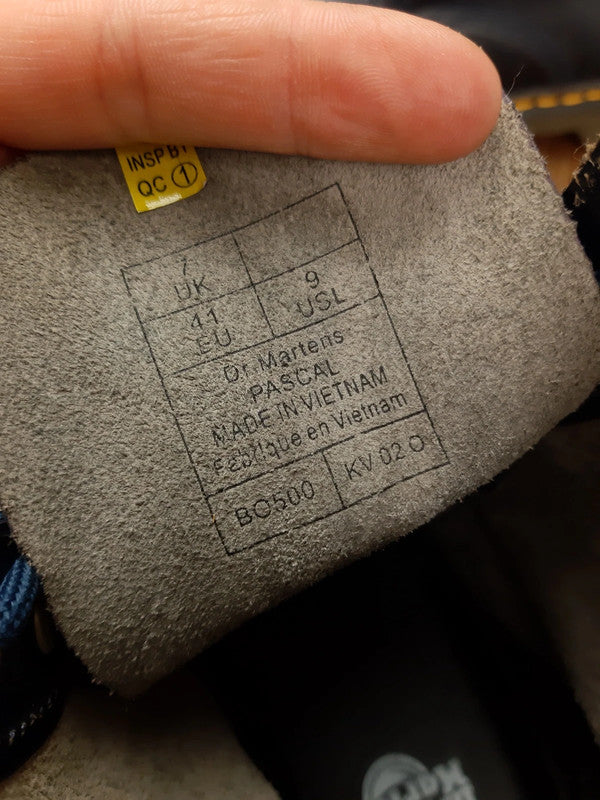 INSP BT
QC 1
7
UK
41
EU
9
USL
Dr. Martens
PASCAL
MADE IN VIETNAM
Fabriqué en Vietnam
BO500
KV 02 O